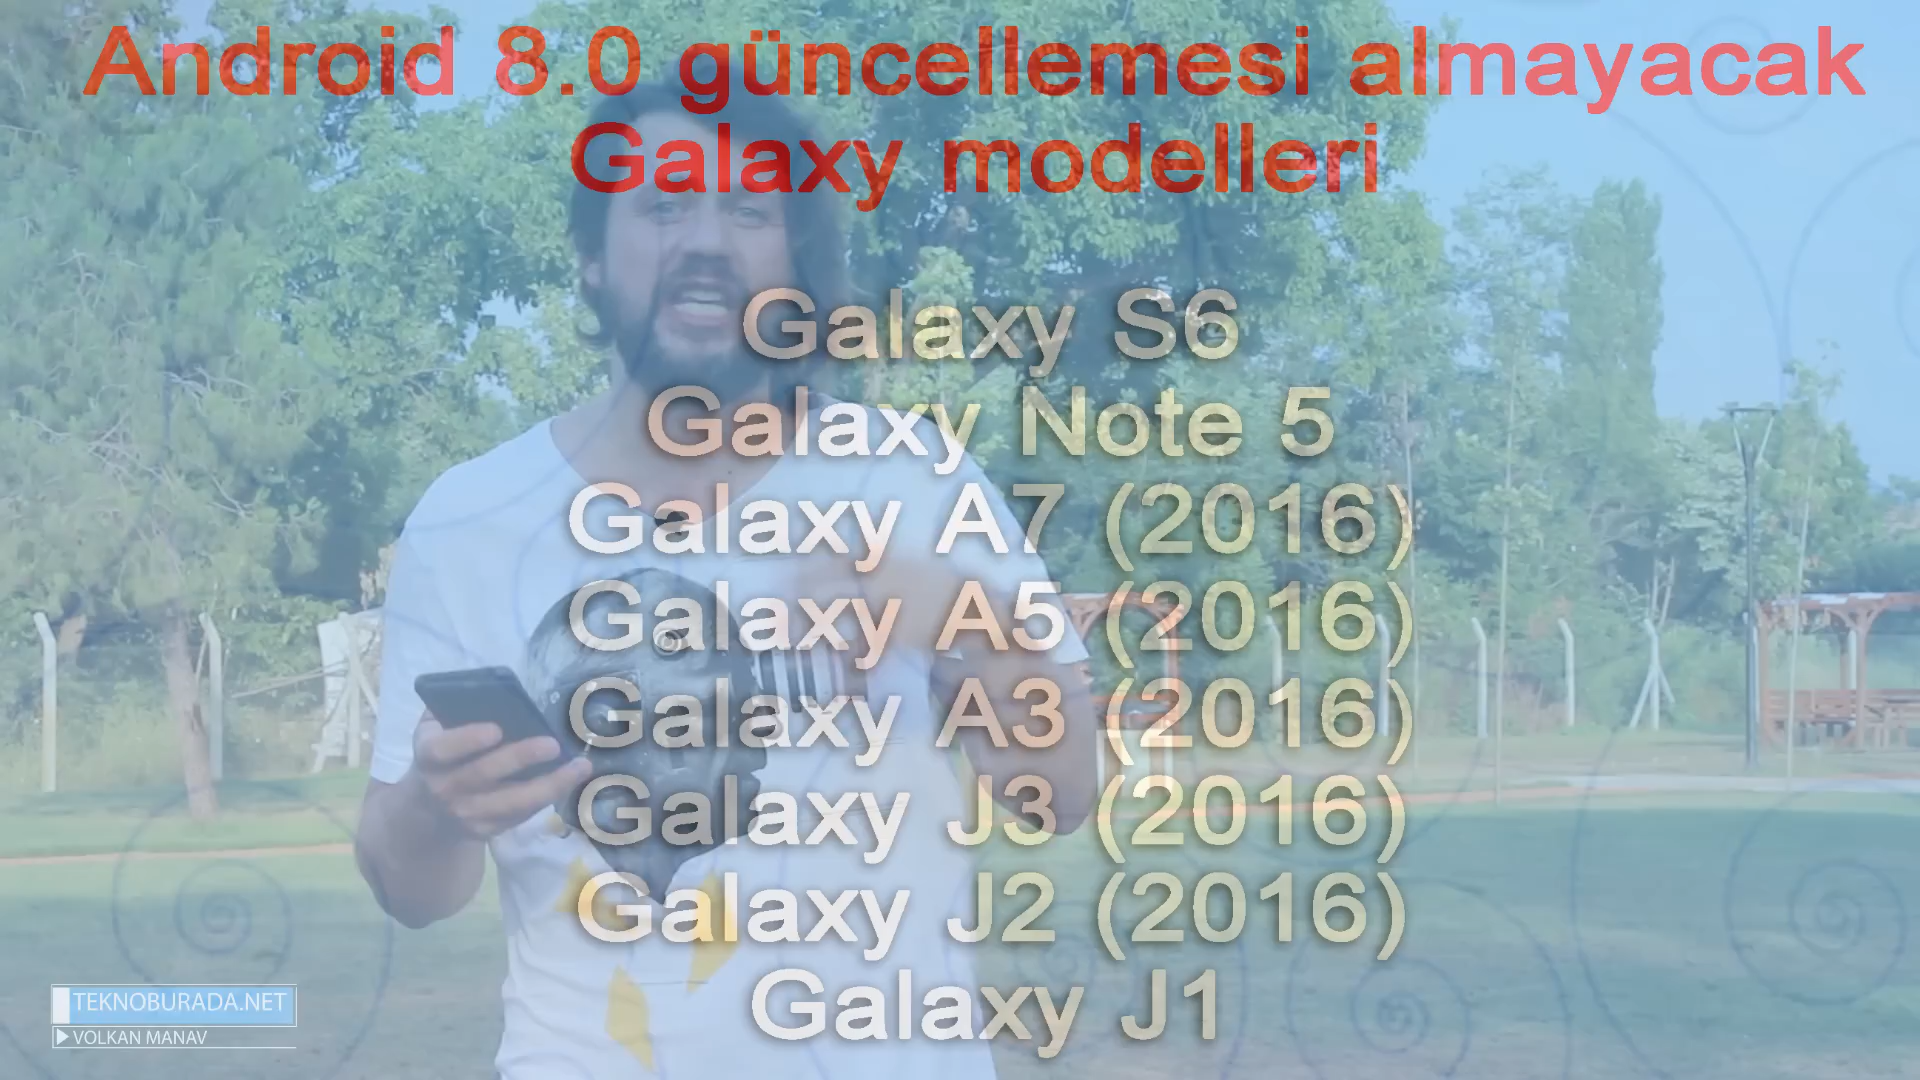 Android 8.0 güncellemesi almayacak
Galaxy modelleri
Galaxy S6
Galaxy Note 5
Galaxy A7 (2016)
Galaxy A5 (2016)
Galaxy A3 (2016)
Galaxy J3 (2016)
Galaxy J2 (2016)
Galaxy J1
TEKNOBURADA.NET
VOLKAN MANAV